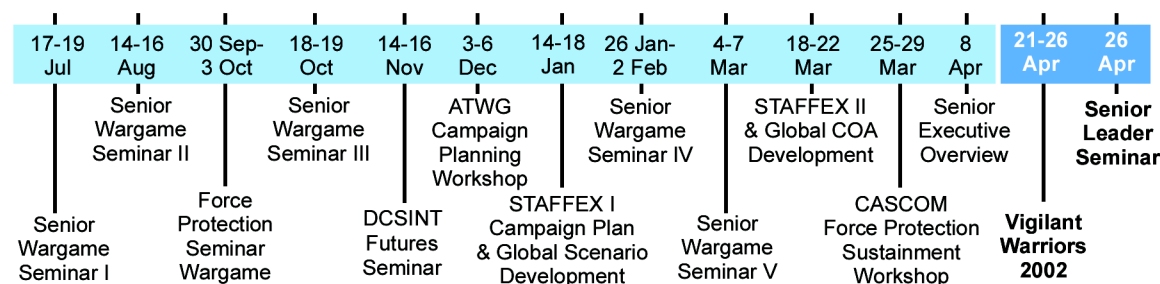 17-19
Jul
14-16
Aug
30 Sep-
3 Oct
18-19
Oct
14-16
Nov
3-6
Dec
14-18
Jan
26 Jan-
2 Feb
4-7
Mar
18-22
Mar
25-29
Mar
8
Apr
21-26
Apr
26
Apr
Senior
Wargame
Seminar I
Senior
Wargame
Seminar II
Force
Protection
Seminar
Wargame
Senior
Wargame
Seminar III
DCSINT
Futures
Seminar
ATWG
Campaign
Planning
Workshop
STAFFEX I
Campaign Plan
& Global Scenario
Development
Senior
Wargame
Seminar IV
Senior
Wargame
Seminar V
STAFFEX II
& Global COA
Development
CASCOM
Force Protection
Sustainment
Workshop
Senior
Executive
Overview
Vigilant
Warriors
2002
Senior
Leader
Seminar